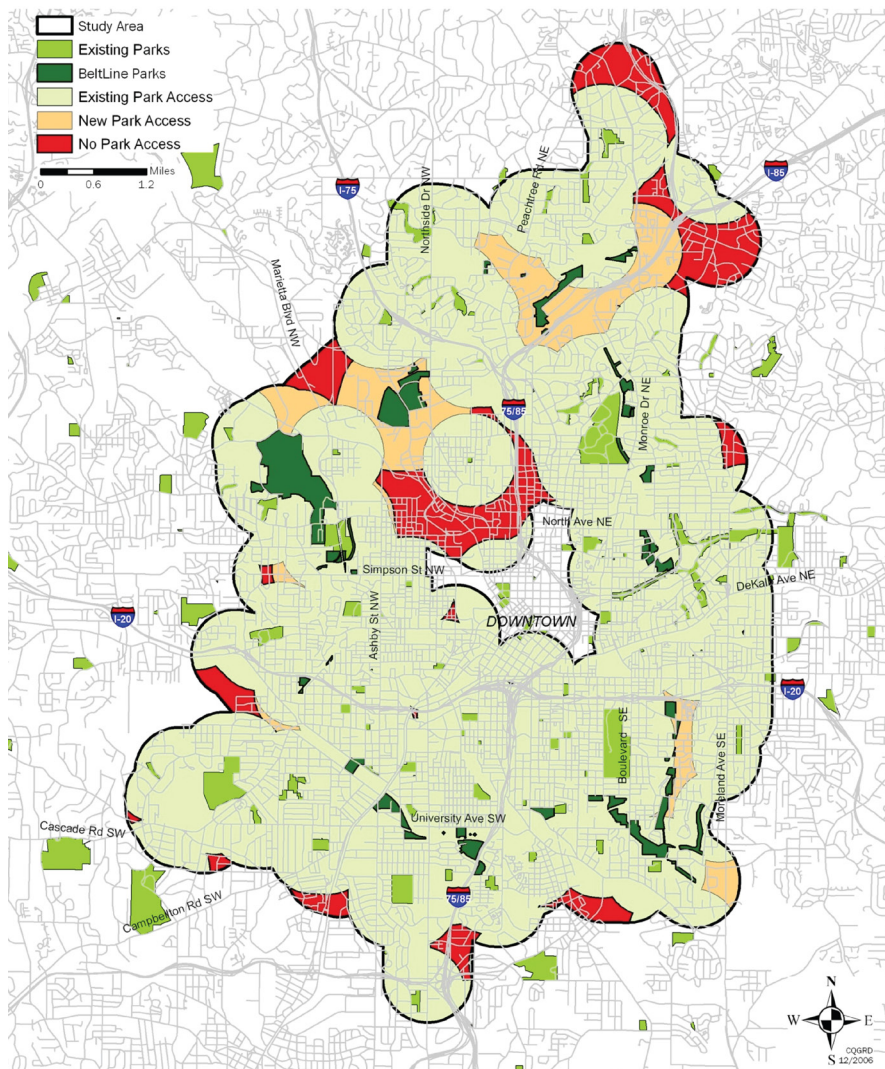 Study Area
Existing Parks
BeltLine Parks
Existing Park Access
New Park Access
No Park Access
Miles
0 0.6 1.2
I-75
Northside Dr NW
Peachtree Rd NE
I-85
Marietta Blvd NW
75/85
Monroe Dr NE
North Ave NE
Simpson St NW
DeKalb Ave NE
I-20
Ashby St NW
DOWNTOWN
I-20
Boulevard SE
Moreland Ave SE
University Ave SW
Cascade Rd SW
Campbellton Rd SW
75/85
N
W E
S
CQGRD
12/2006